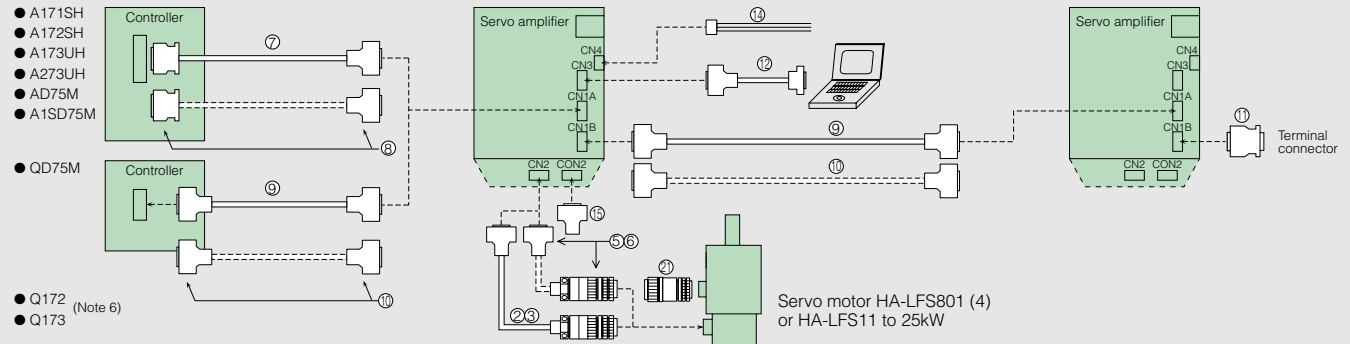 ● A171SH
● A172SH
● A173UH
● A273UH
● AD75M
● A1SD75M
Controller
⑦
⑧
● QD75M
Controller
⑨
⑩
● Q172
● Q173
(Note 6)
Servo amplifier
CN4
CN3
CN1A
CN1B
CN2
CON2
⑭
⑫
⑨
⑩
⑮
⑤⑥
②③
㉑
Servo motor HA-LFS801 (4)
or HA-LFS11 to 25kW
Servo amplifier
CN4
CN3
CN1A
CN1B
CN2
CON2
⑪
Terminal
connector